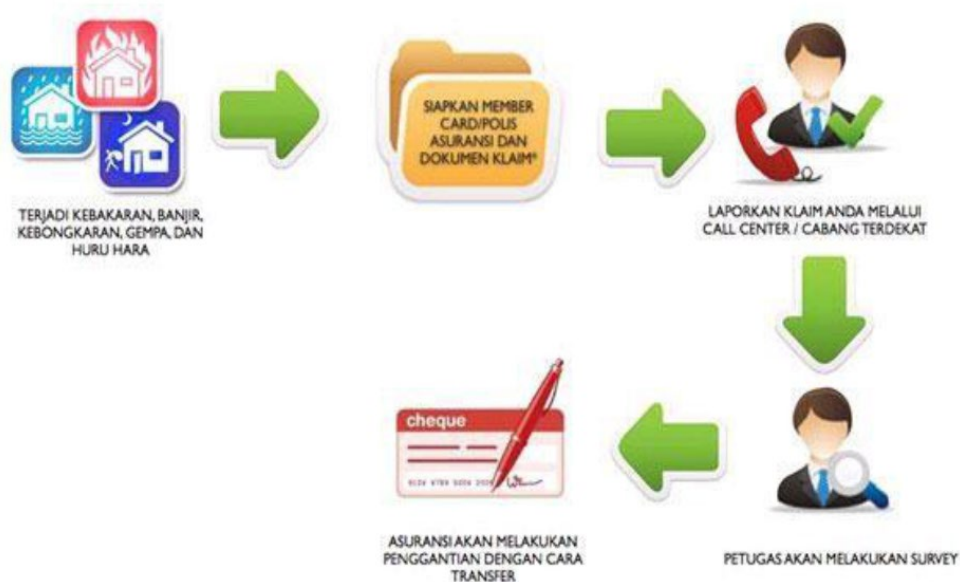 TERJADI KEBAKARAN, BANJIR,
KEBONGKARAN, GEMPA, DAN
HURU HARA
SIAPKAN MEMBER
CARD/POLIS
ASURANSI DAN
DOKUMEN KLAIM*
LAPORKAN KLAIM ANDA MELALUI
CALL CENTER / CABANG TERDEKAT
PETUGAS AKAN MELAKUKAN SURVEY
cheque
ASURANSI AKAN MELAKUKAN
PENGGANTIAN DENGAN CARA
TRANSFER